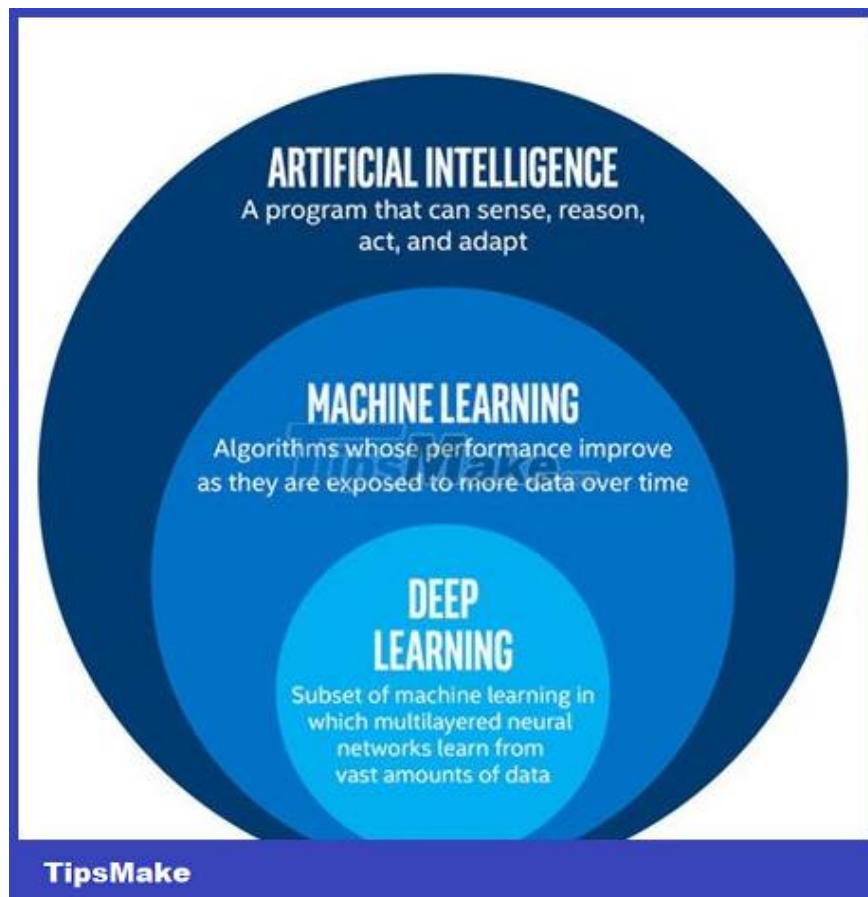 ARTIFICIAL INTELLIGENCE
A program that can sense, reason,
act, and adapt
MACHINE LEARNING
Algorithms whose performance improve
as they are exposed to more data over time
TipsMake
DEEP
LEARNING
Subset of machine learning in
which multilayered neural
networks learn from
vast amounts of data
TipsMake